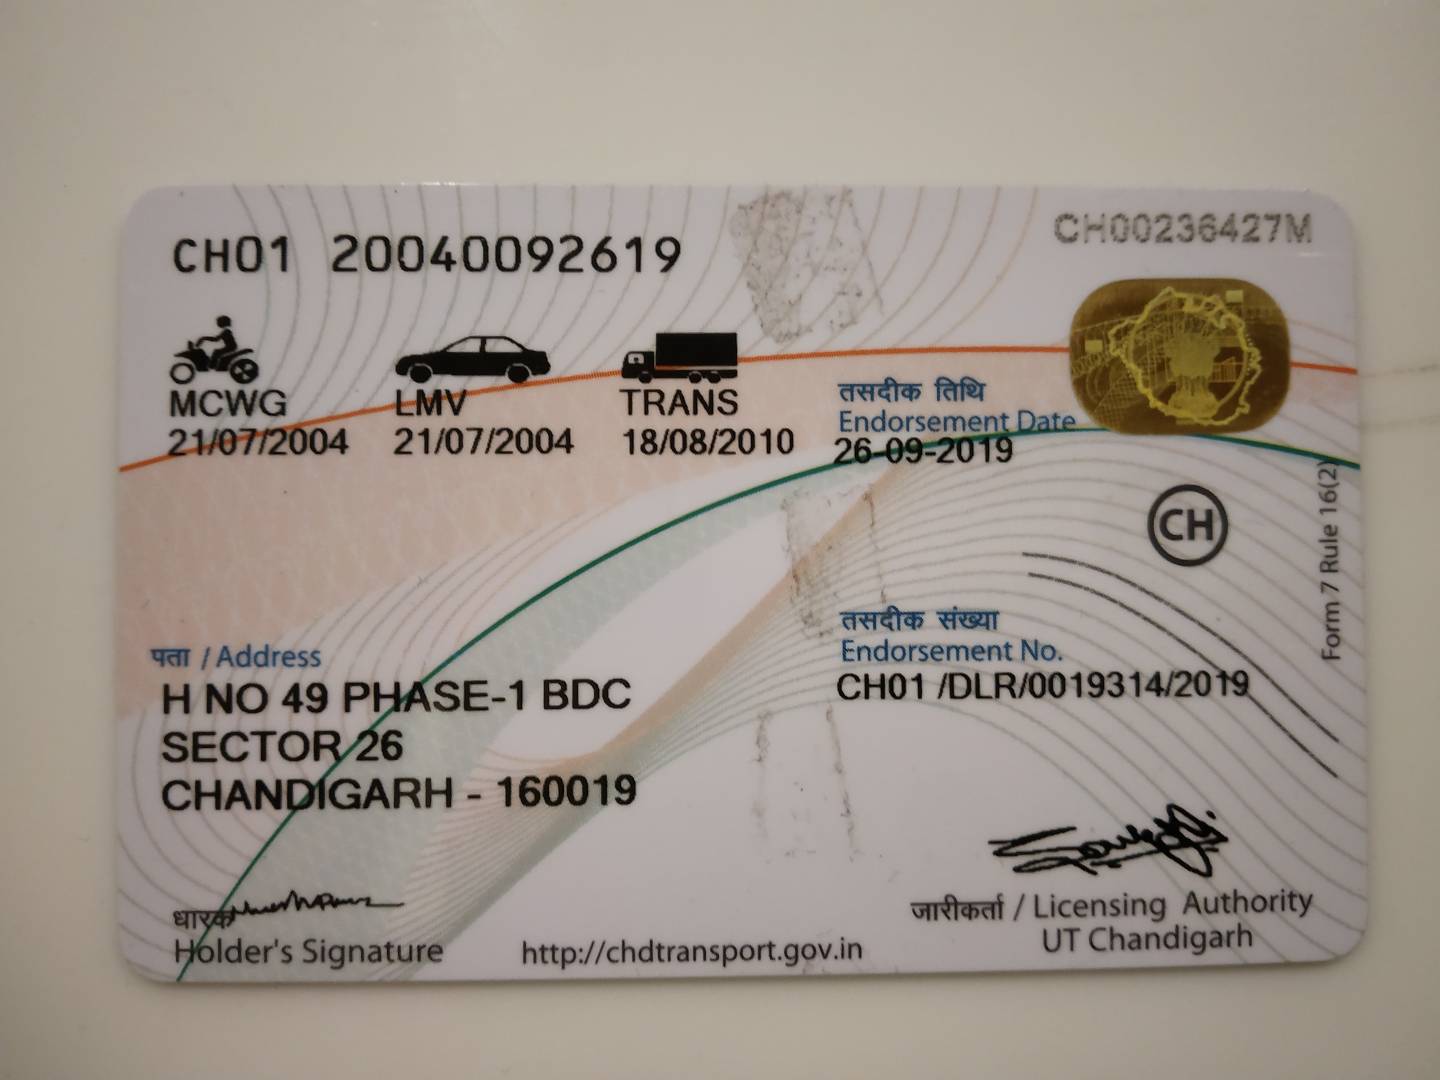 CH01 20040092619
CH00236427M
MCWG
21/07/2004
LMV
21/07/2004
TRANS
18/08/2010
तसदीक तिथि
Endorsement Date
26-09-2019
CH
Form 7 Rule 16(2)
पता / Address
H NO 49 PHASE-1 BDC
SECTOR 26
CHANDIGARH - 160019
तसदीक संख्या
Endorsement No.
CH01 /DLR/0019314/2019
धारक
Holder's Signature
http://chdtransport.gov.in
जारीकर्ता / Licensing Authority
UT Chandigarh